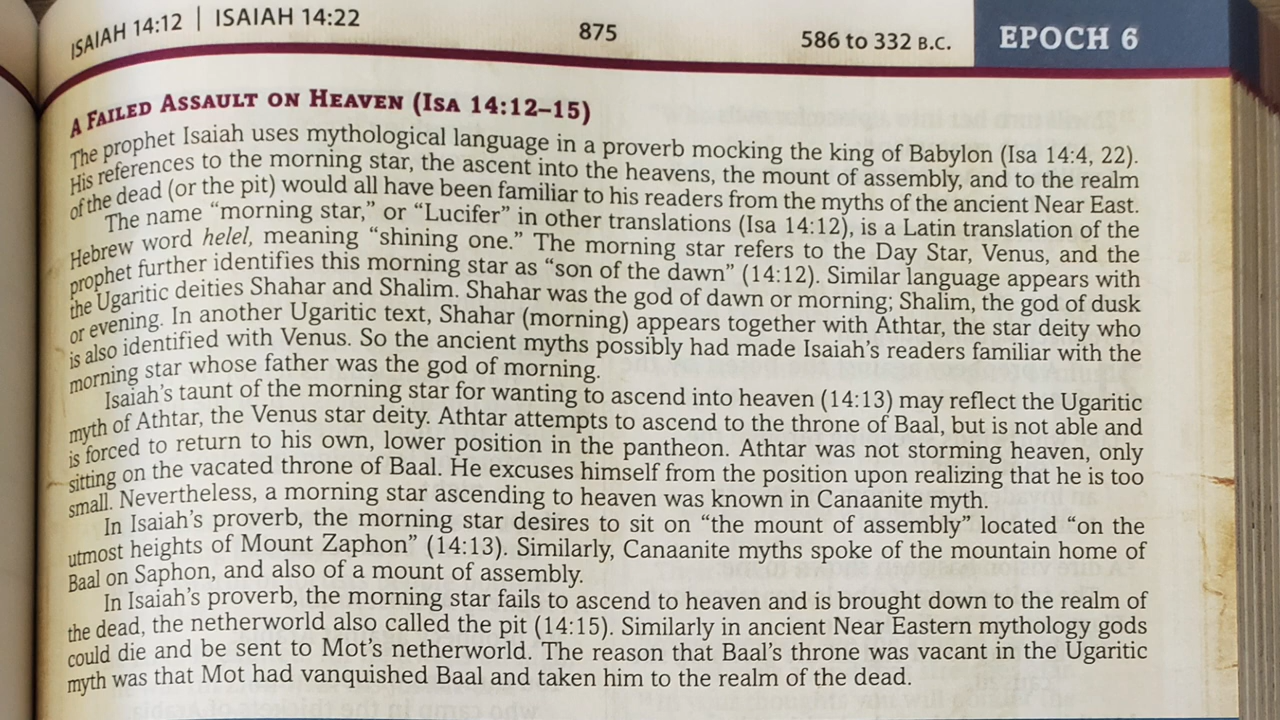 ISAIAH 14:12 | ISAIAH 14:22 875 586 to 332 B.C. EPOCH 6
A FAILED ASSAULT ON HEAVEN (ISA 14:12–15)
The prophet Isaiah uses mythological language in a proverb mocking the king of Babylon (Isa 14:4, 22).
His references to the morning star, the ascent into the heavens, the mount of assembly, and to the realm
of the dead (or the pit) would all have been familiar to his readers from the myths of the ancient Near East.
The name “morning star,” or “Lucifer” in other translations (Isa 14:12), is a Latin translation of the
Hebrew word helel, meaning “shining one.” The morning star refers to the Day Star, Venus, and the
prophet further identifies this morning star as “son of the dawn” (14:12). Similar language appears with
the Ugaritic deities Shahar and Shalim. Shahar was the god of dawn or morning; Shalim, the god of dusk
or evening. In another Ugaritic text, Shahar (morning) appears together with Athtar, the star deity who
is also identified with Venus. So the ancient myths possibly had made Isaiah’s readers familiar with the
morning star whose father was the god of morning.
Isaiah’s taunt of the morning star for wanting to ascend into heaven (14:13) may reflect the Ugaritic
myth of Athtar, the Venus star deity. Athtar attempts to ascend to the throne of Baal, but is not able and
is forced to return to his own, lower position in the pantheon. Athtar was not storming heaven, only
sitting on the vacated throne of Baal. He excuses himself from the position upon realizing that he is too
small. Nevertheless, a morning star ascending to heaven was known in Canaanite myth.
In Isaiah’s proverb, the morning star desires to sit on “the mount of assembly” located “on the
utmost heights of Mount Zaphon” (14:13). Similarly, Canaanite myths spoke of the mountain home of
Baal on Saphon, and also of a mount of assembly.
In Isaiah’s proverb, the morning star fails to ascend to heaven and is brought down to the realm of
the dead, the netherworld also called the pit (14:15). Similarly in ancient Near Eastern mythology gods
could die and be sent to Mot’s netherworld. The reason that Baal’s throne was vacant in the Ugaritic
myth was that Mot had vanquished Baal and taken him to the realm of the dead.